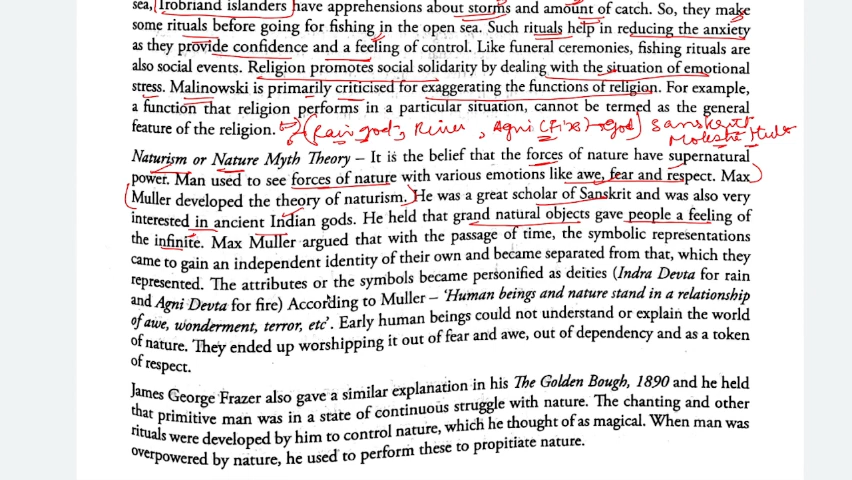 sea, Trobriand islanders have apprehensions about storms and amount of catch. So, they make
some rituals before going for fishing in the open sea. Such rituals help in reducing the anxiety
as they provide confidence and a feeling of control. Like funeral ceremonies, fishing rituals are
also social events. Religion promotes social solidarity by dealing with the situation of emotional
stress. Malinowski is primarily criticised for exaggerating the functions of religion. For example,
a function that religion performs in a particular situation, cannot be termed as the general
feature of the religion. (Rain god, River, Agni (Fire) → God)
Naturism or Nature Myth Theory – It is the belief that the forces of nature have supernatural
power. Man used to see forces of nature with various emotions like awe, fear and respect. Max
Muller developed the theory of naturism. He was a great scholar of Sanskrit and was also very
interested in ancient Indian gods. He held that grand natural objects gave people a feeling of
the infinite. Max Muller argued that with the passage of time, the symbolic representations
came to gain an independent identity of their own and became separated from that, which they
represented. The attributes or the symbols became personified as deities (Indra Devta for rain
and Agni Devta for fire) According to Muller – ‘Human beings and nature stand in a relationship
of awe, wonderment, terror, etc’. Early human beings could not understand or explain the world
of nature. They ended up worshipping it out of fear and awe, out of dependency and as a token
of respect.
James George Frazer also gave a similar explanation in his The Golden Bough, 1890 and he held
that primitive man was in a state of continuous struggle with nature. The chanting and other
rituals were developed by him to control nature, which he thought of as magical. When man was
overpowered by nature, he used to perform these to propitiate nature.